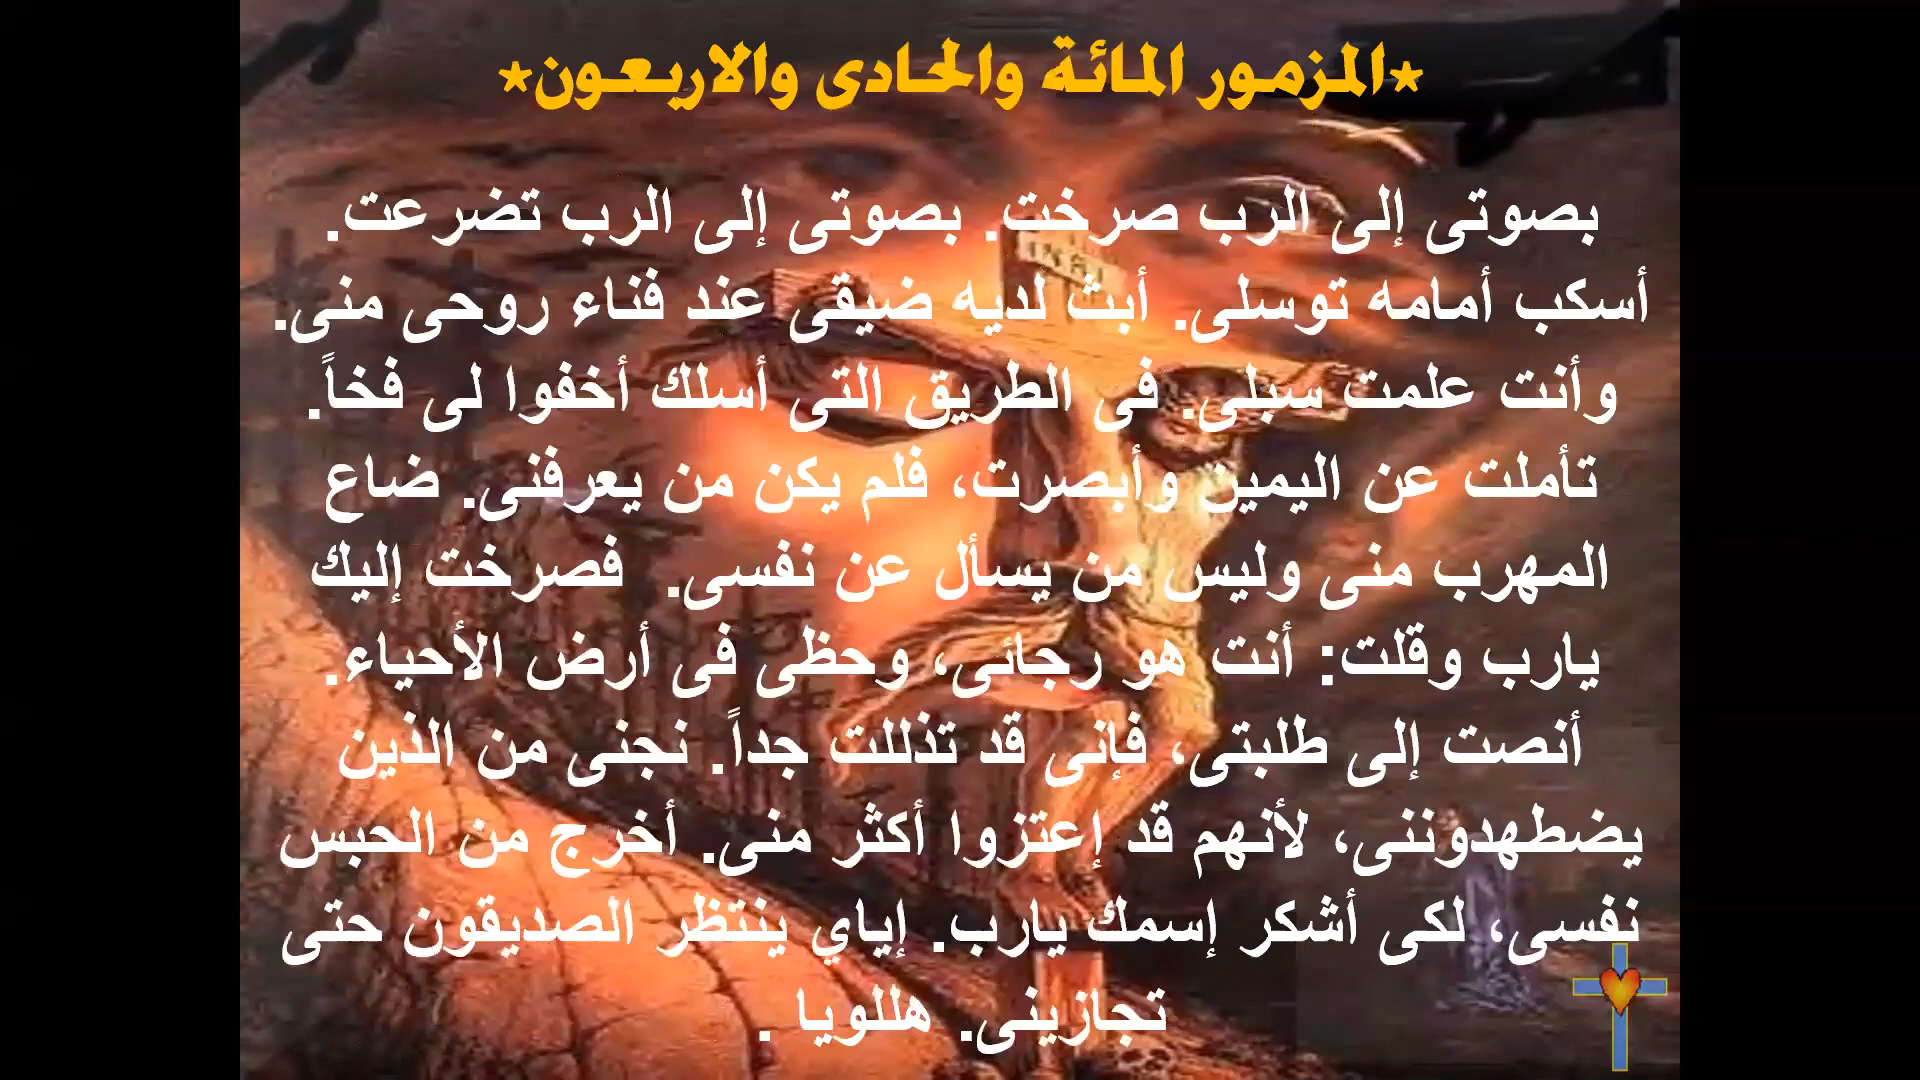 *المزمور المائة والحادى والاربعون*
بصوتى إلى الرب صرخت. بصوتى إلى الرب تضرعت.
أسكب أمامه توسلى. أبث لديه ضيقى عند فناء روحى منى.
وأنت علمت سبلى. فى الطريق التى أسلك أخفوا لى فخاً.
تأملت عن اليمين وأبصرت، فلم يكن من يعرفنى. ضاع
المهرب منى وليس من يسأل عن نفسى. فصرخت إليك
يارب وقلت: أنت هو رجائى، وحظى فى أرض الأحياء.
أنصت إلى طلبتى، فإنى قد تذللت جداً. نجنى من الذين
يضطهدوننى، لأنهم قد إعتزوا أكثر منى. أخرج من الحبس
نفسى، لكى أشكر إسمك يارب. إياي ينتظر الصديقون حتى
تجازينى. هللويا .
INRI